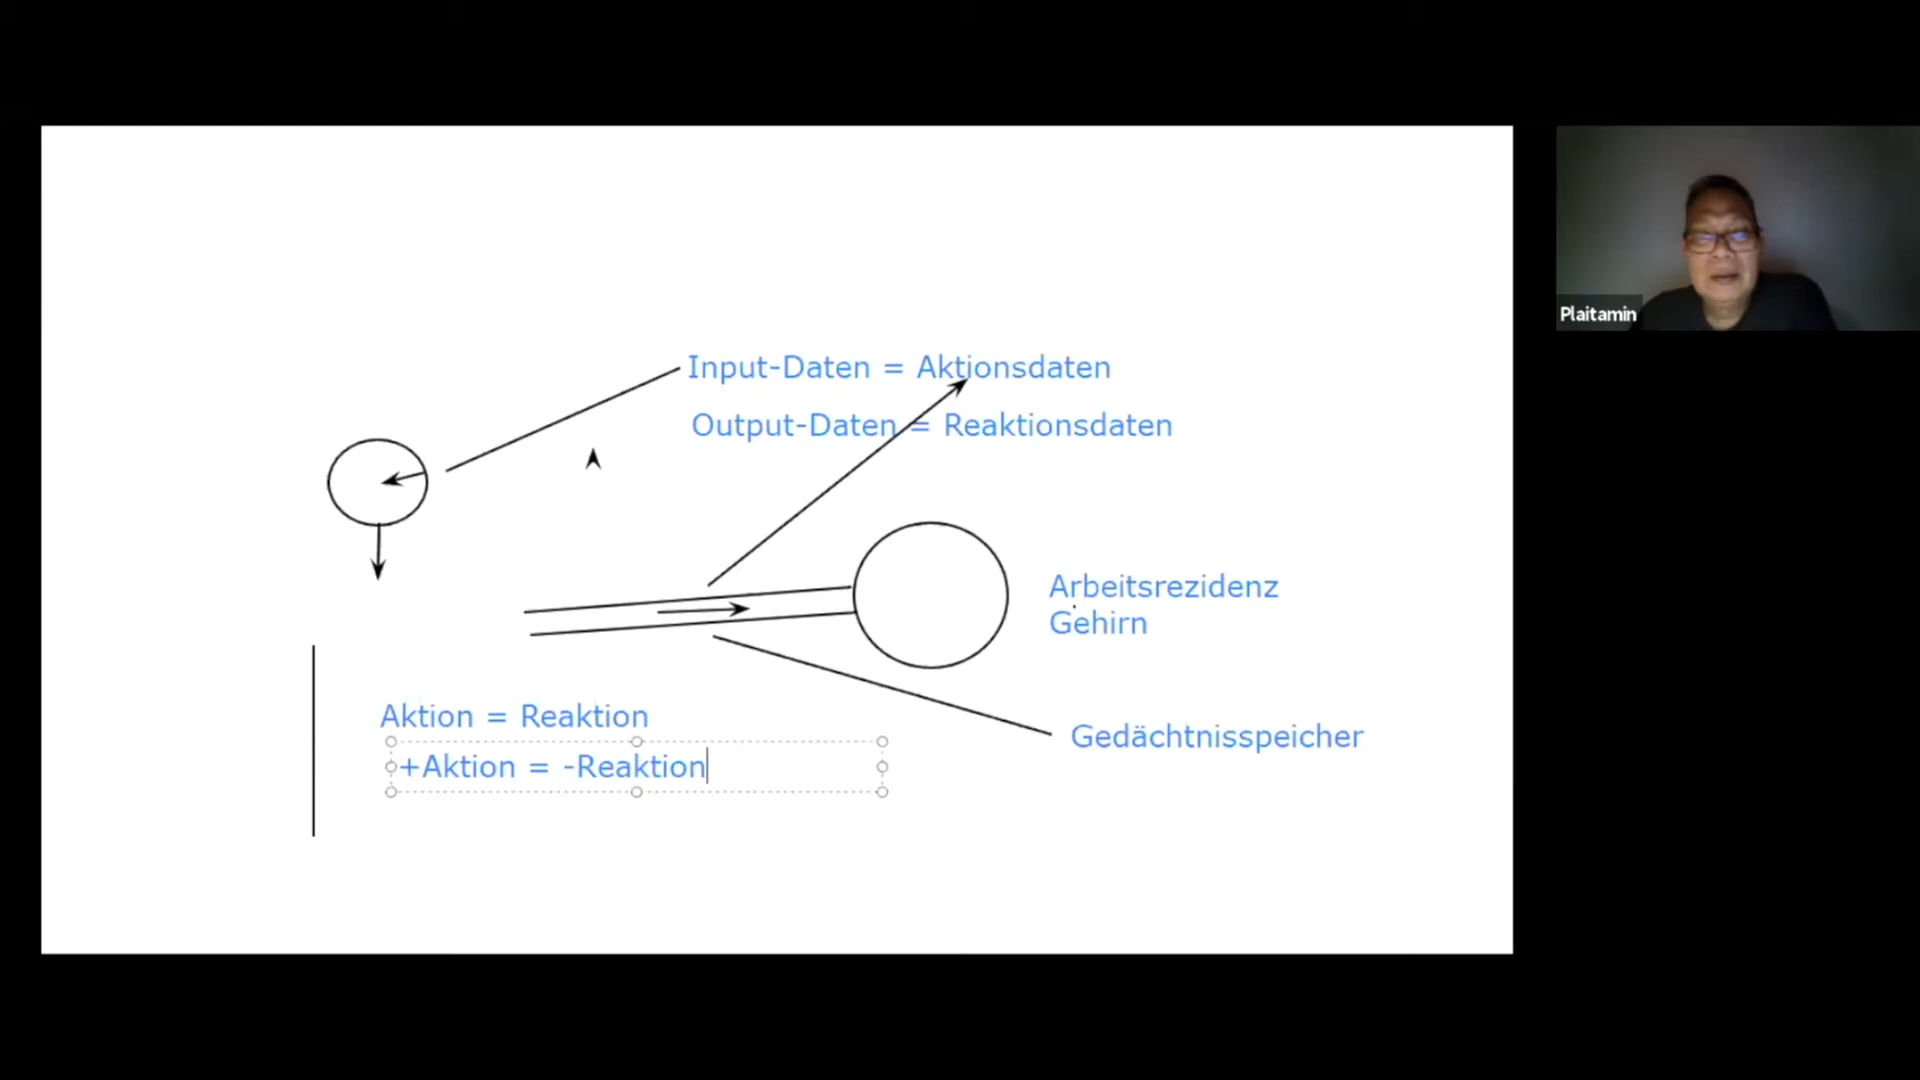 Input-Daten = Aktionsdaten
Output-Daten = Reaktionsdaten
Plaitamin
Arbeitsrezidenz
Gehirn
Aktion = Reaktion
+Aktion = -Reaktion
Gedächtnisspeicher